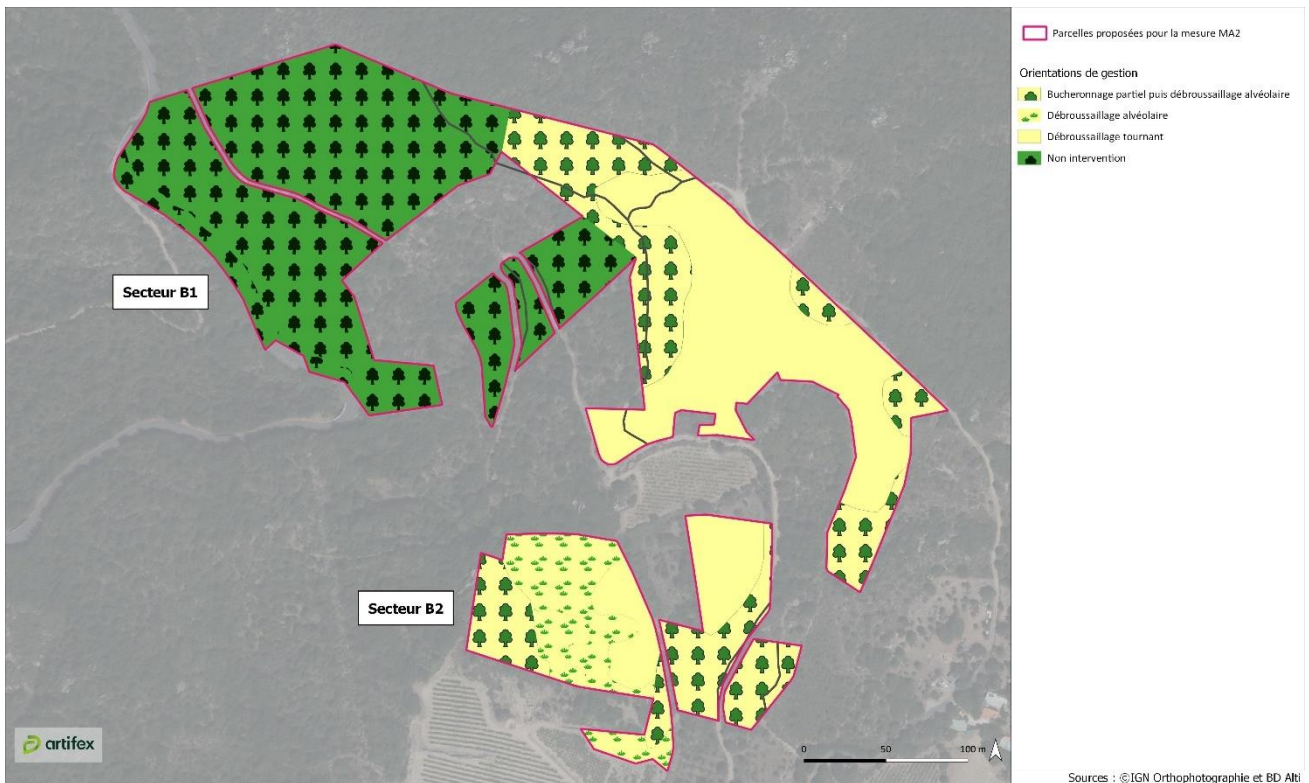 Parcelles proposées pour la mesure MA2
Orientations de gestion
Bucheronnage partiel puis débroussaillage alvéolaire
Débroussaillage alvéolaire
Débroussaillage tournant
Non intervention
Secteur B1
Secteur B2
artifex
0 50 100 m
Sources : ©IGN Orthophotographie et BD Alti